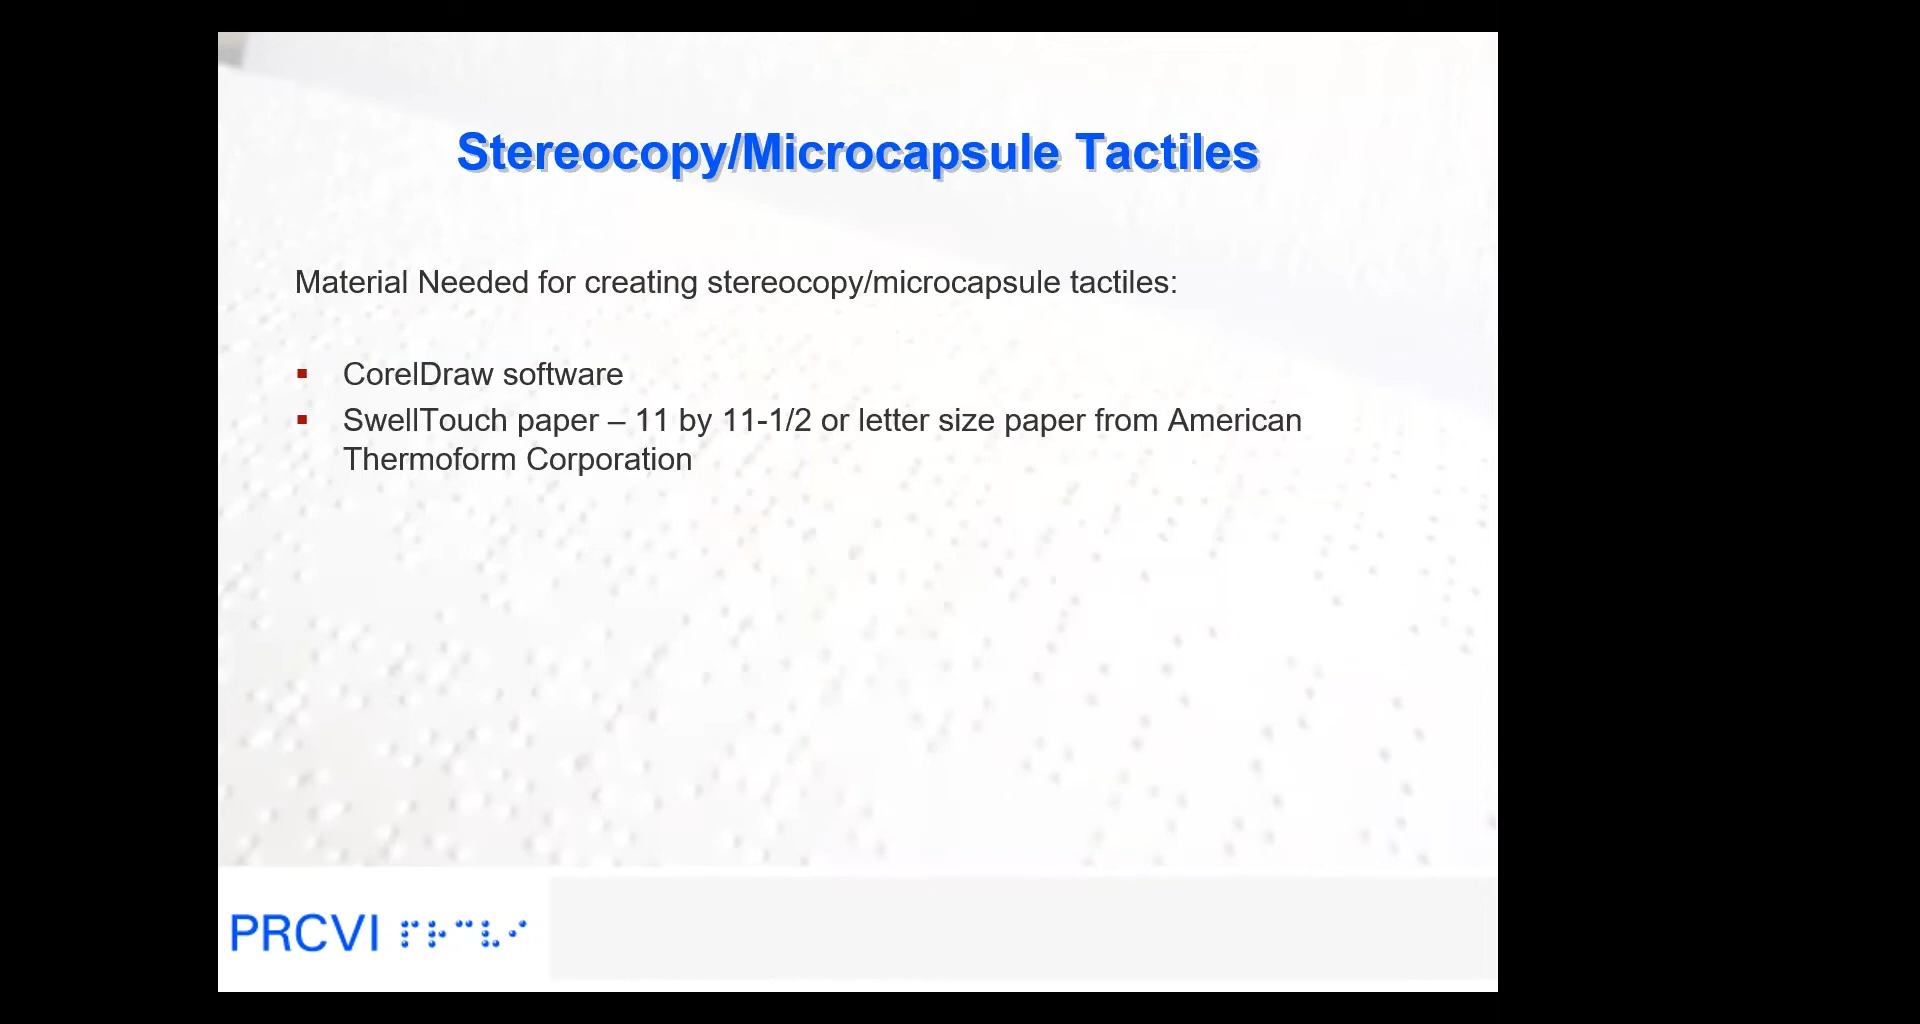 Stereocopy/Microcapsule Tactiles
Material Needed for creating stereocopy/microcapsule tactiles:
▪ CorelDraw software
▪ SwellTouch paper – 11 by 11-1/2 or letter size paper from American
Thermoform Corporation
PRCVI ⠏⠗⠉⠧⠊